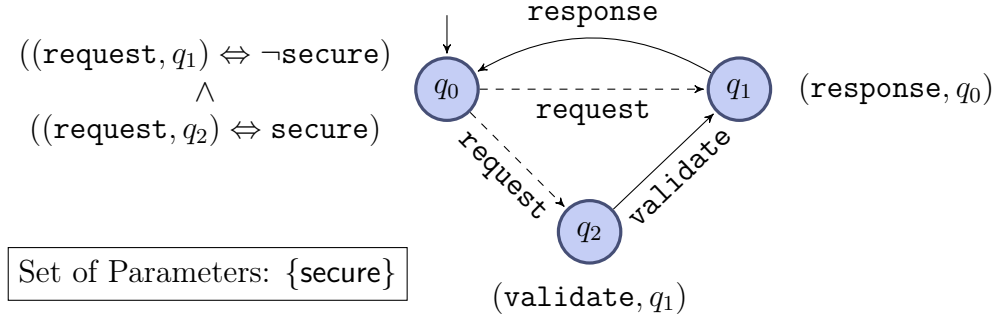 response
((request, q₁) ⇔ ¬secure)
∧
((request, q₂) ⇔ secure)
q₀
request
q₁
(response, q₀)
request
validate
q₂
Set of Parameters: {secure}
(validate, q₁)